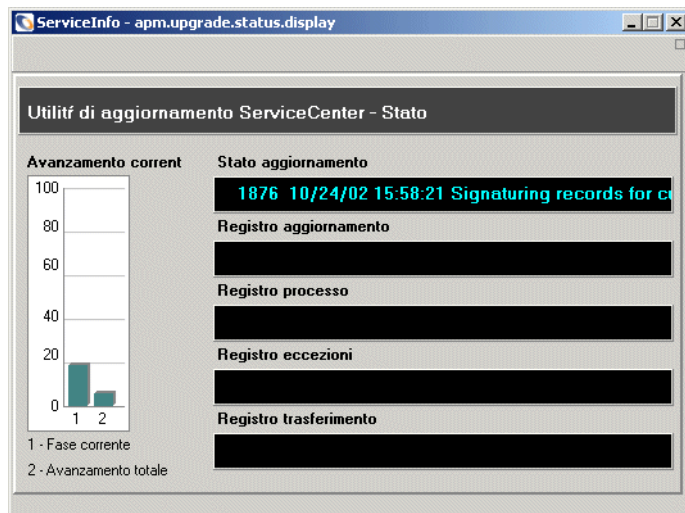 ServiceInfo - apm.upgrade.status.display
Utilitŕ di aggiornamento ServiceCenter - Stato
Avanzamento corrent
100
80
60
40
20
0
1 2
1 - Fase corrente
2 - Avanzamento totale
Stato aggiornamento
1876 10/24/02 15:58:21 Signaturing records for
Registro aggiornamento
Registro processo
Registro eccezioni
Registro trasferimento